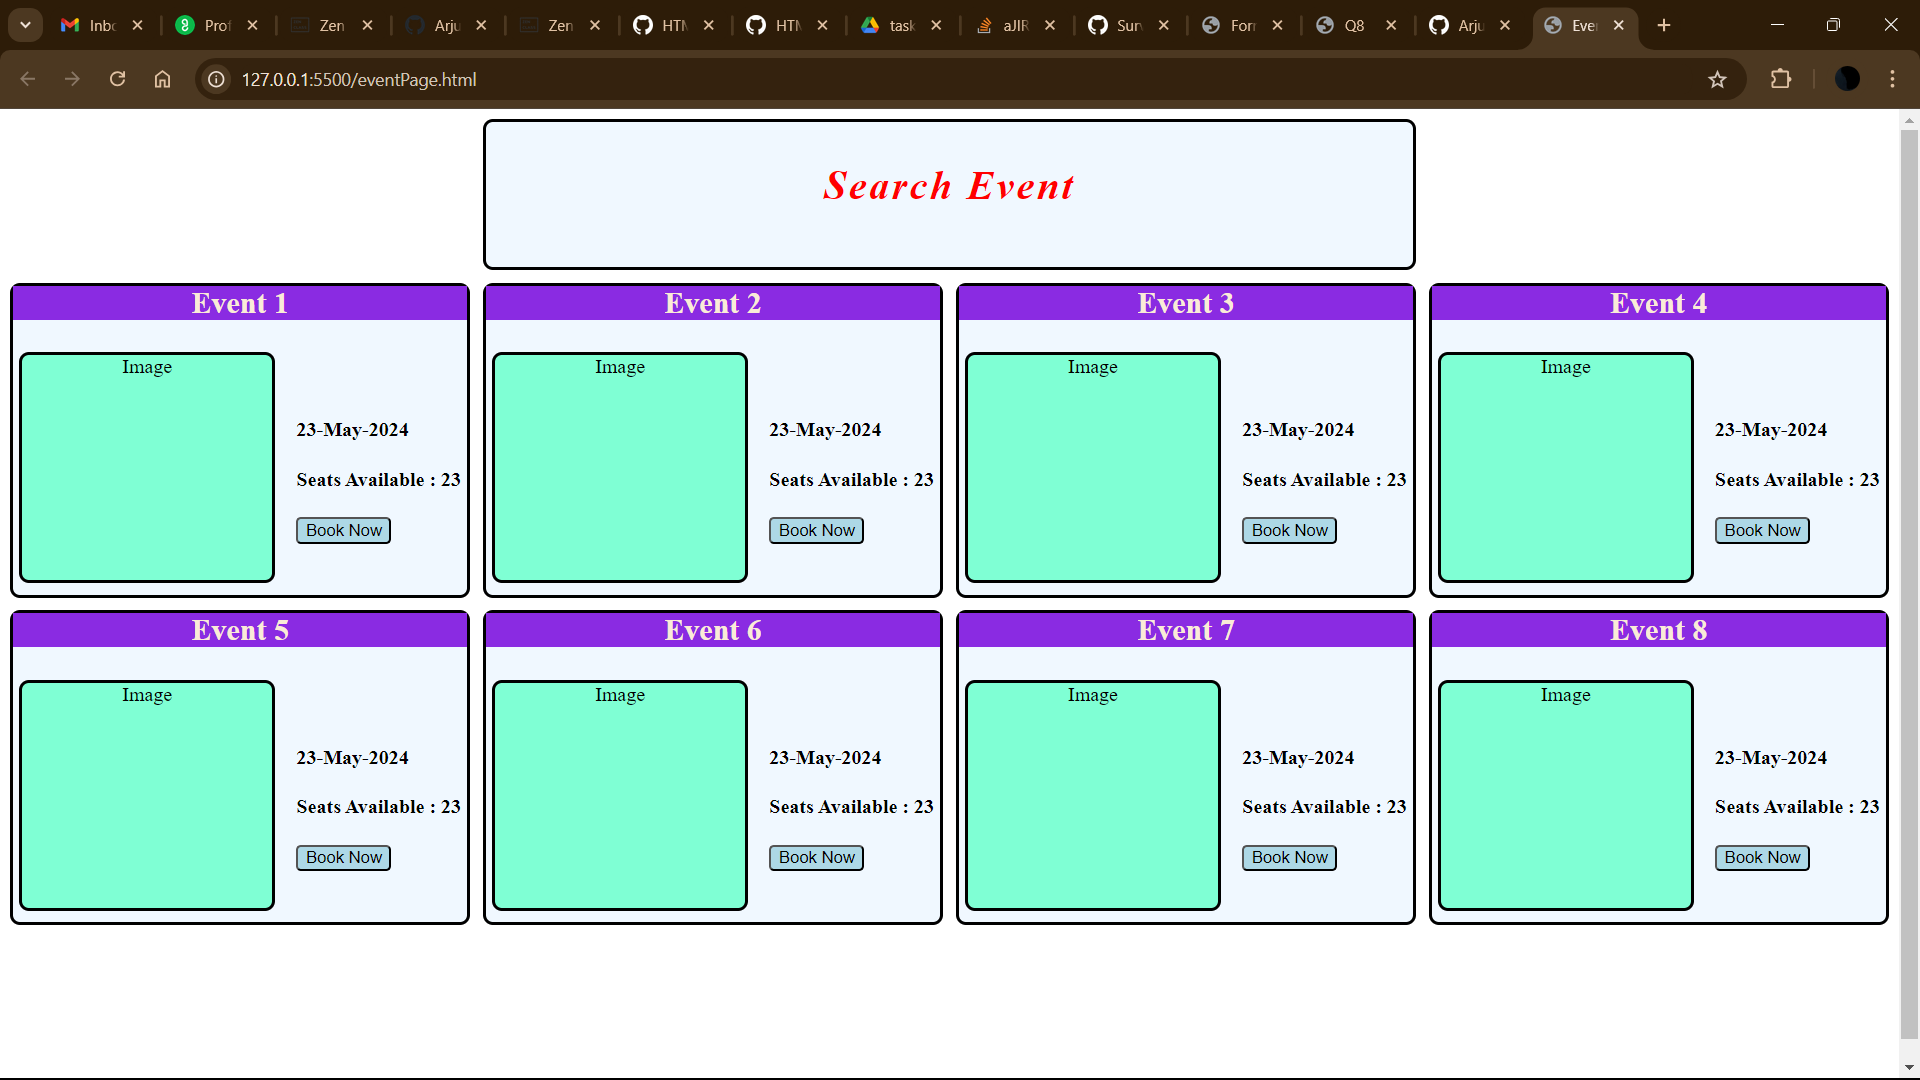 Inbo
Prof
Zen
Arju
Zen
HTM
HTM
task
aJIR
Surv
Forr
Q8
Arju
Ever
127.0.0.1:5500/eventPage.html
Search Event
Event 1
Event 2
Event 3
Event 4
Image
23-May-2024
Seats Available : 23
Book Now
Image
23-May-2024
Seats Available : 23
Book Now
Image
23-May-2024
Seats Available : 23
Book Now
Image
23-May-2024
Seats Available : 23
Book Now
Event 5
Event 6
Event 7
Event 8
Image
23-May-2024
Seats Available : 23
Book Now
Image
23-May-2024
Seats Available : 23
Book Now
Image
23-May-2024
Seats Available : 23
Book Now
Image
23-May-2024
Seats Available : 23
Book Now